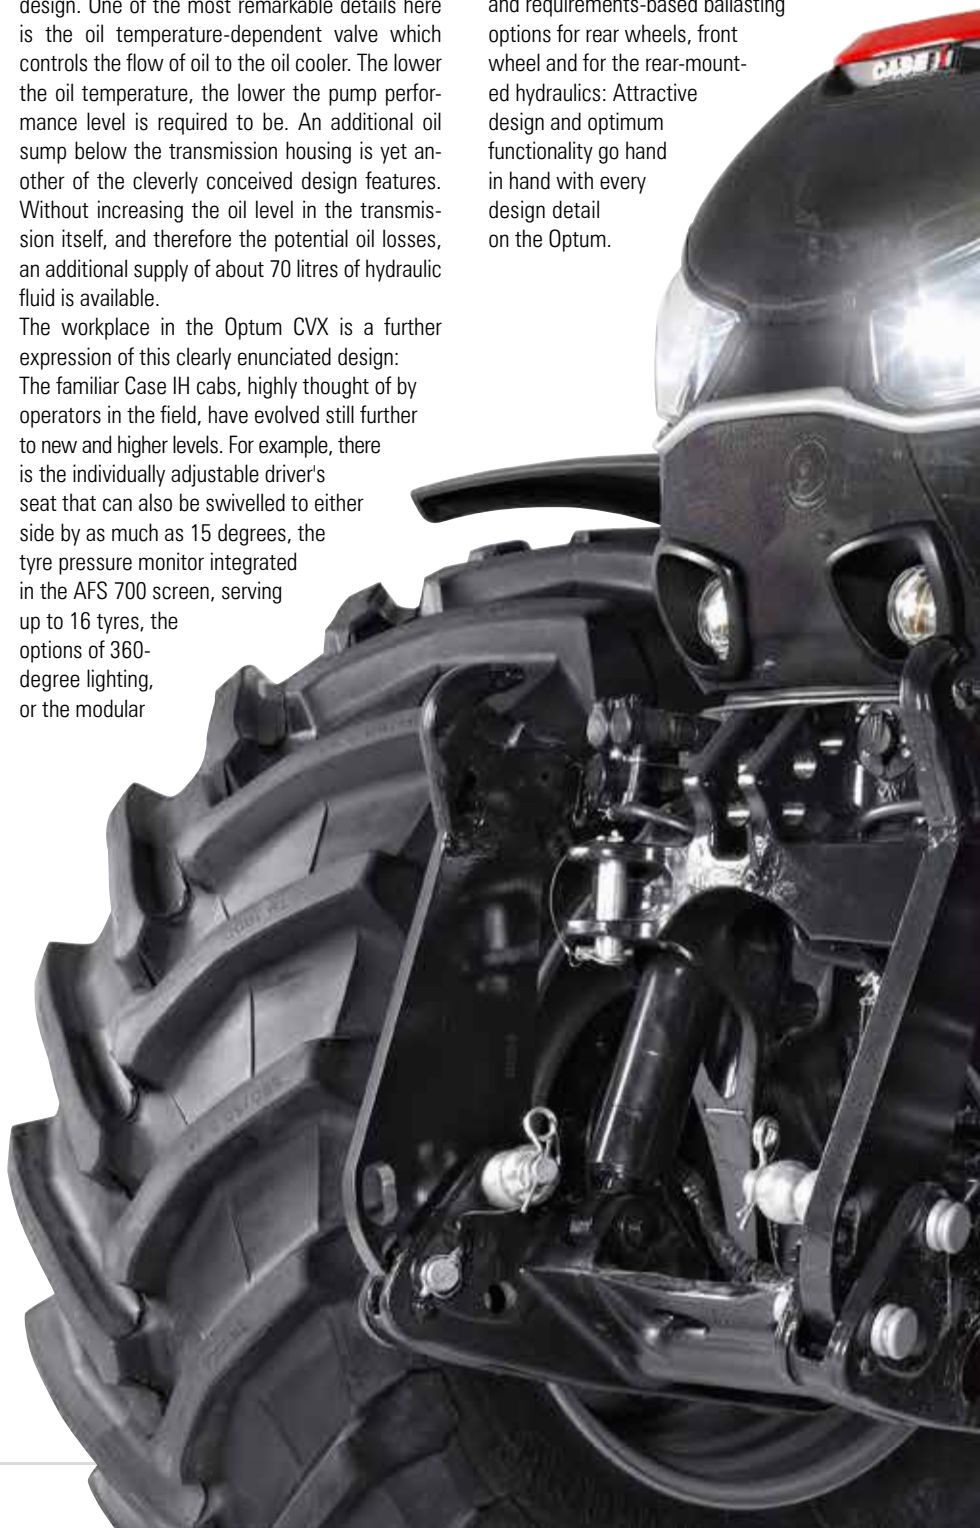 design. One of the most remarkable details here
is the oil temperature-dependent valve which
controls the flow of oil to the oil cooler. The lower
the oil temperature, the lower the pump perfor-
mance level is required to be. An additional oil
sump below the transmission housing is yet an-
other of the cleverly conceived design features.
Without increasing the oil level in the transmis-
sion itself, and therefore the potential oil losses,
an additional supply of about 70 litres of hydraulic
fluid is available.
The workplace in the Optum CVX is a further
expression of this clearly enunciated design:
The familiar Case IH cabs, highly thought of by
operators in the field, have evolved still further
to new and higher levels. For example, there
is the individually adjustable driver's
seat that can also be swivelled to either
side by as much as 15 degrees, the
tyre pressure monitor integrated
in the AFS 700 screen, serving
up to 16 tyres, the
options of 360-
degree lighting,
or the modular
and requirements-based ballasting
options for rear wheels, front
wheel and for the rear-mount-
ed hydraulics: Attractive
design and optimum
functionality go hand
in hand with every
design detail
on the Optum.
CASE IH